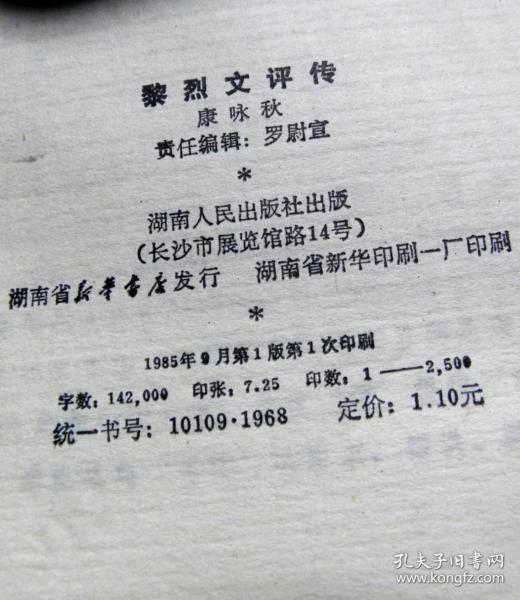 黎烈文评传
康咏秋
责任编辑：罗尉宣
*
湖南人民出版社出版
（长沙市展览馆路14号）
湖南省新华书店发行 湖南省新华印刷一厂印刷
*
1985年9月第1版第1次印刷
字数：142,000 印张：7.25 印数：1——2,500
统一书号：10109·1968 定价：1.10元
孔夫子旧书网
www.kongfz.com